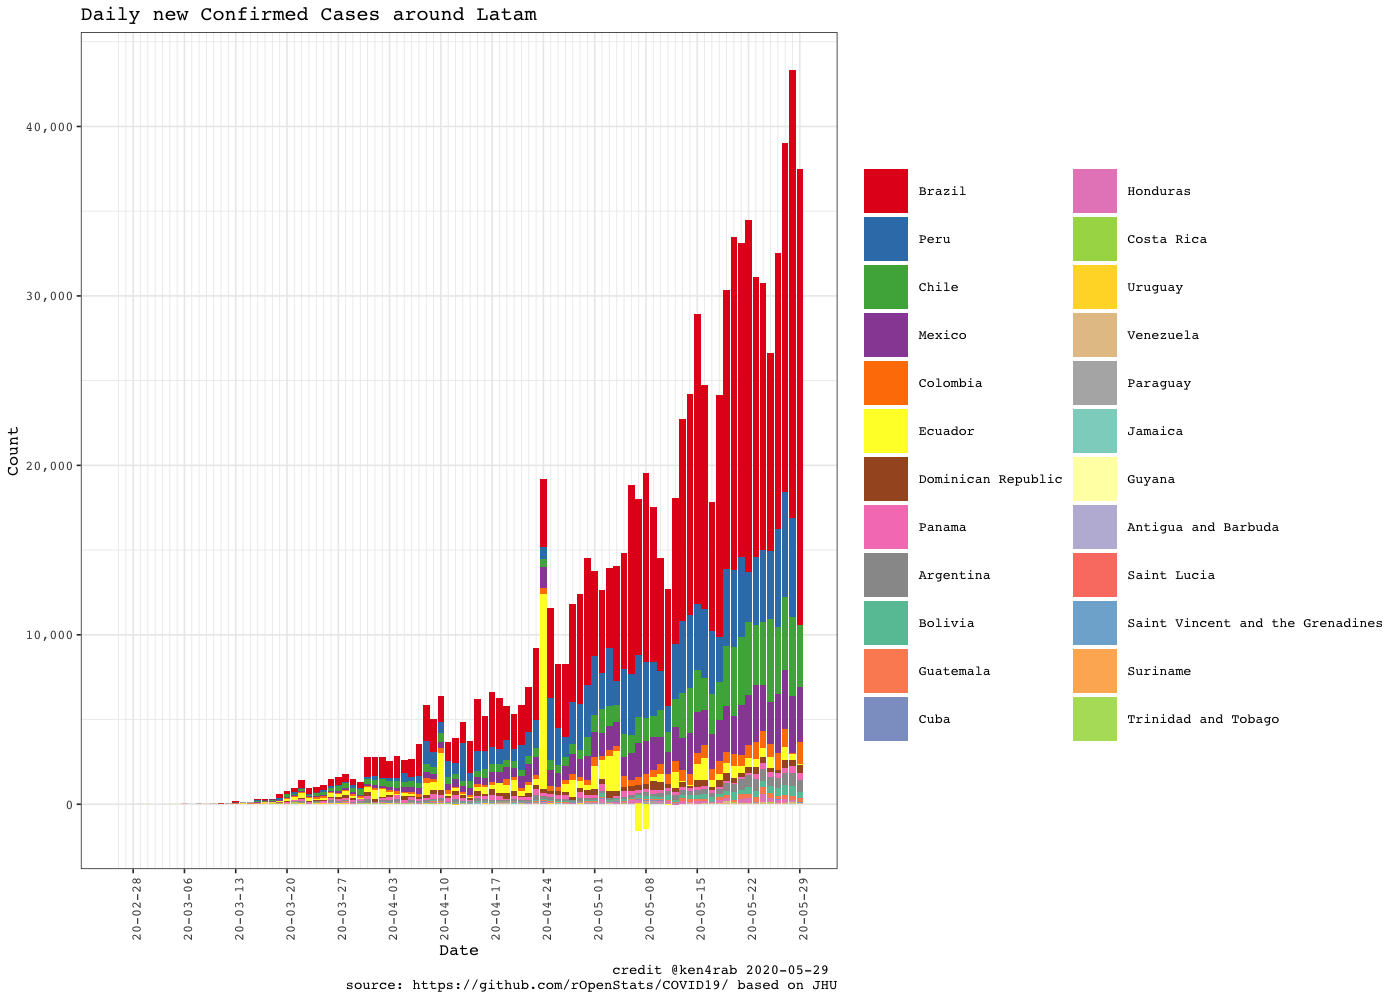 Daily new Confirmed Cases around Latam
Count
40,000
30,000
20,000
10,000
0
20-02-28
20-03-06
20-03-13
20-03-20
20-03-27
20-04-03
20-04-10
20-04-17
20-04-24
20-05-01
20-05-08
20-05-15
20-05-22
20-05-29
Date
Brazil
Peru
Chile
Mexico
Colombia
Ecuador
Dominican Republic
Panama
Argentina
Bolivia
Guatemala
Cuba
Honduras
Costa Rica
Uruguay
Venezuela
Paraguay
Jamaica
Guyana
Antigua and Barbuda
Saint Lucia
Saint Vincent and the Grenadines
Suriname
Trinidad and Tobago
credit @ken4rab 2020-05-29
source: https://github.com/rOpenStats/COVID19/ based on JHU